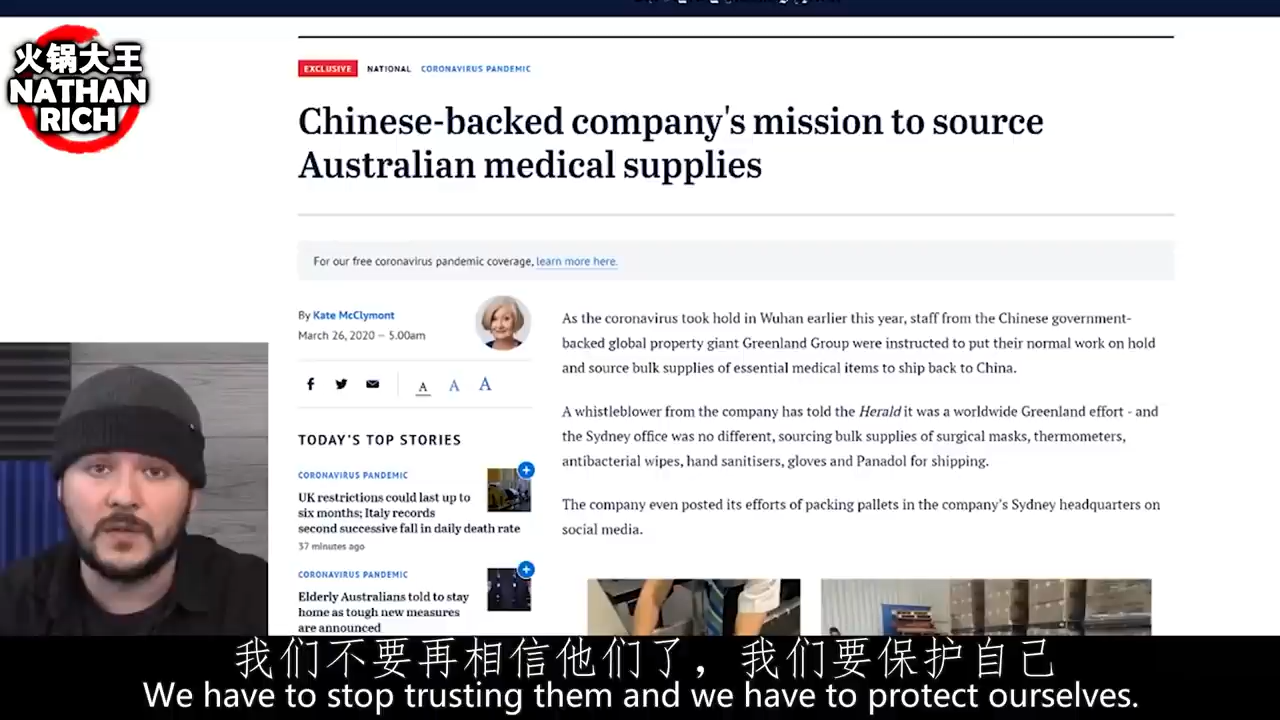 火锅大王
NATHAN
RICH
EXCLUSIVE NATIONAL CORONAVIRUS PANDEMIC
Chinese-backed company's mission to source
Australian medical supplies
For our free coronavirus pandemic coverage, learn more here.
By Kate McClymont
March 26, 2020 — 5.00am
A A A
TODAY'S TOP STORIES
CORONAVIRUS PANDEMIC
UK restrictions could last up to
six months; Italy records
second successive fall in daily death rate
37 minutes ago
CORONAVIRUS PANDEMIC
Elderly Australians told to stay
home as tough new measures
are announced
As the coronavirus took hold in Wuhan earlier this year, staff from the Chinese government-
backed global property giant Greenland Group were instructed to put their normal work on hold
and source bulk supplies of essential medical items to ship back to China.
A whistleblower from the company has told the Herald it was a worldwide Greenland effort - and
the Sydney office was no different, sourcing bulk supplies of surgical masks, thermometers,
antibacterial wipes, hand sanitisers, gloves and Panadol for shipping.
The company even posted its efforts of packing pallets in the company's Sydney headquarters on
social media.
我们不要再相信他们了，我们要保护自己
We have to stop trusting them and we have to protect ourselves.